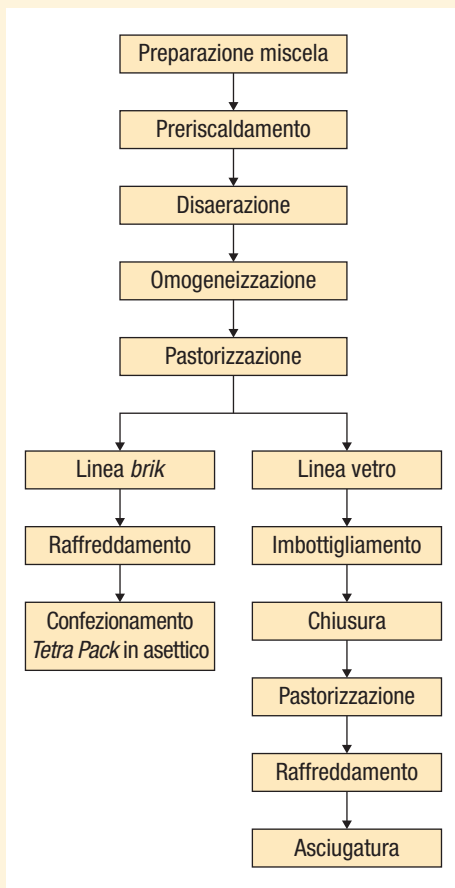 Preparazione miscela
Preriscaldamento
Disaerazione
Omogeneizzazione
Pastorizzazione
Linea brik
Raffreddamento
Confezionamento
Tetra Pack in asettico
Linea vetro
Imbottigliamento
Chiusura
Pastorizzazione
Raffreddamento
Asciugatura